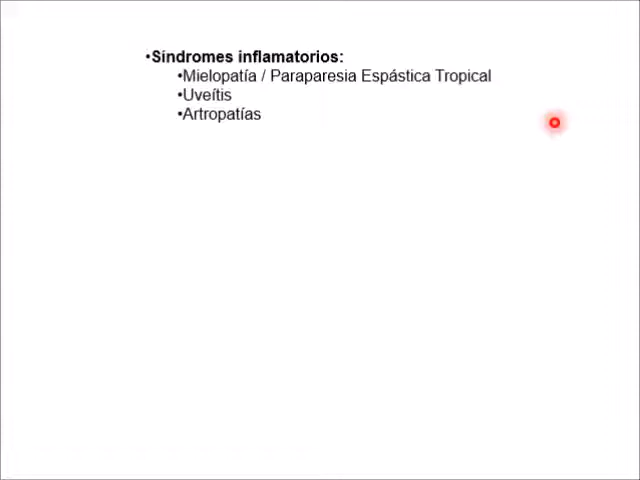 •Síndromes inflamatorios:
•Mielopatía / Paraparesia Espástica Tropical
•Uveítis
•Artropatías